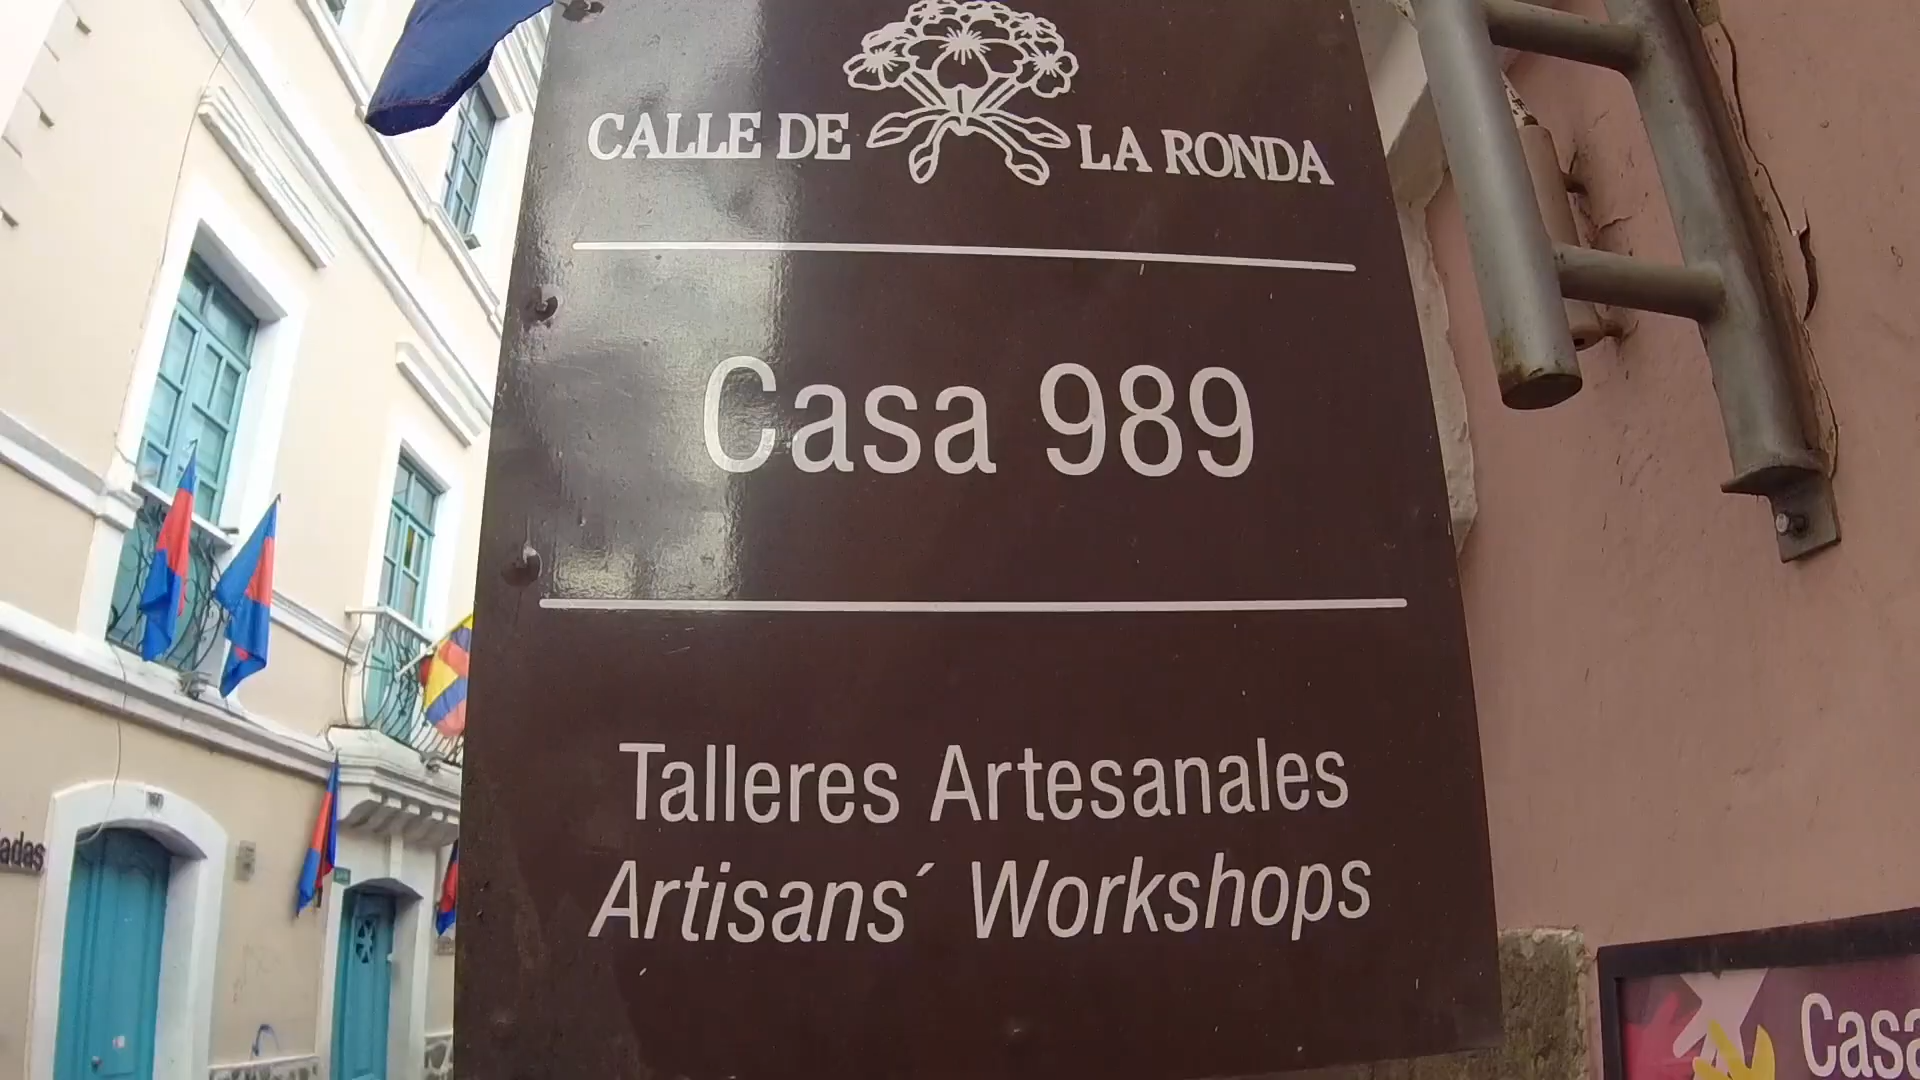 CALLE DE LA RONDA
Casa 989
Talleres Artesanales
Artisans´ Workshops
Casa